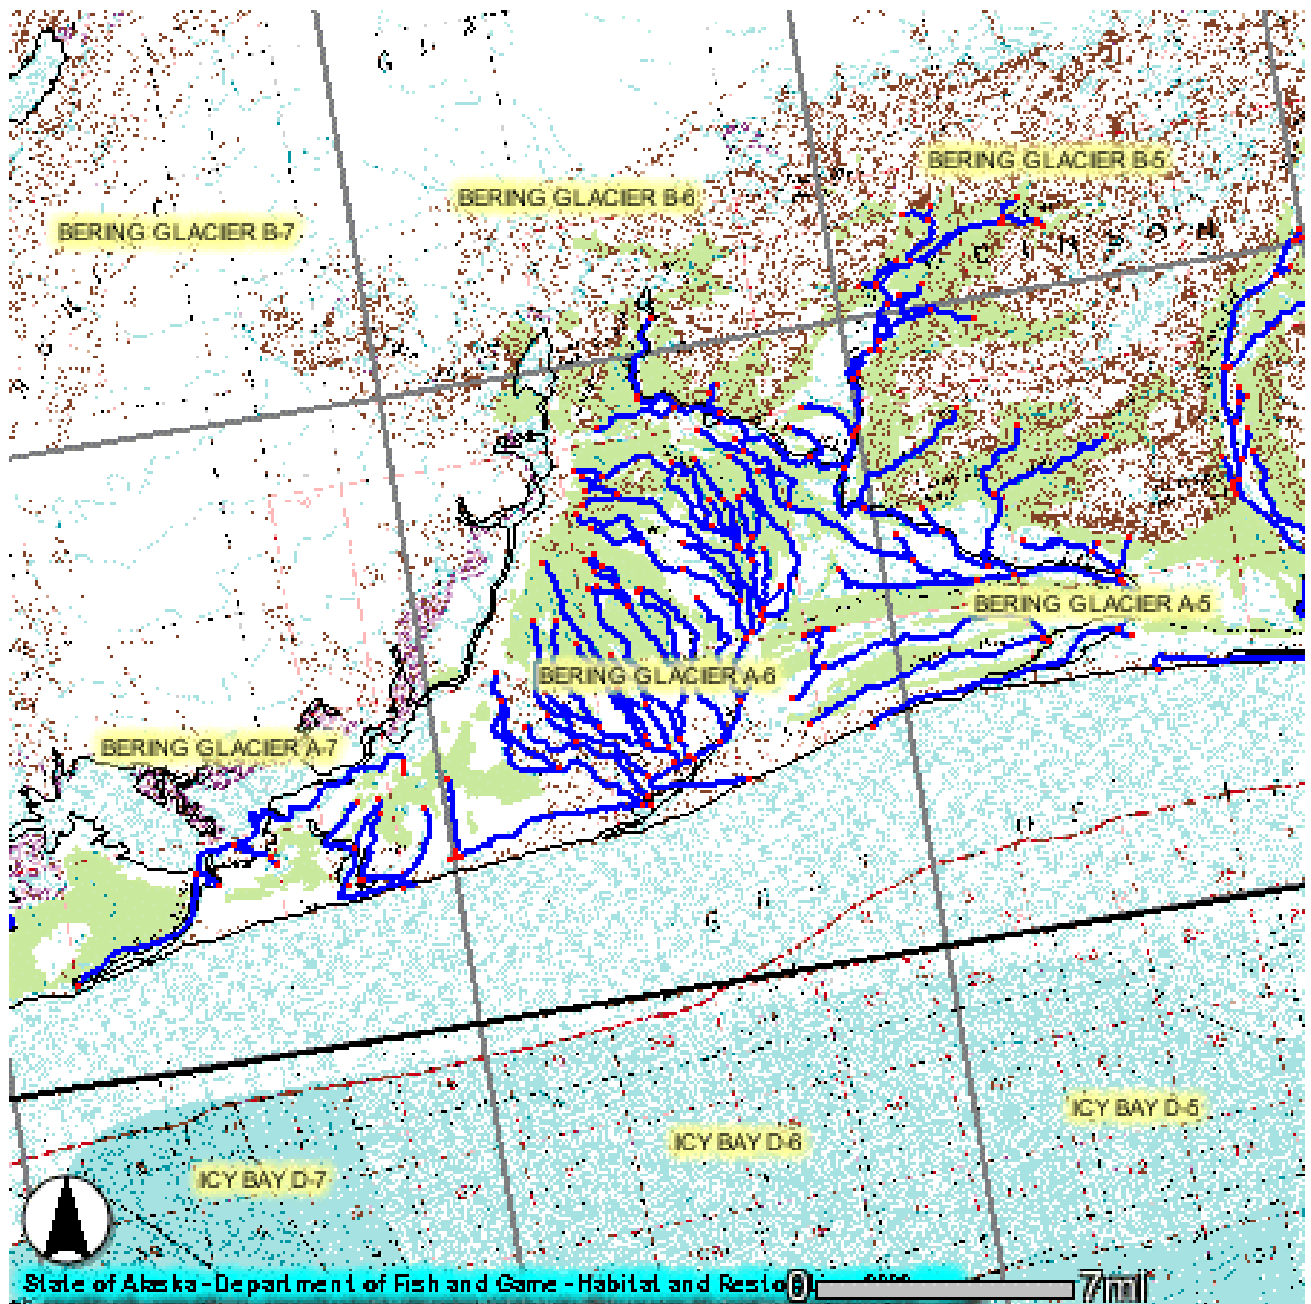 BERING GLACIER B-5
BERING GLACIER B-6
BERING GLACIER B-7
BERING GLACIER A-5
BERING GLACIER A-6
BERING GLACIER A-7
ICY BAY D-5
ICY BAY D-6
ICY BAY D-7
State of Alaska - Department of Fish and Game - Habitat and
0 7mi